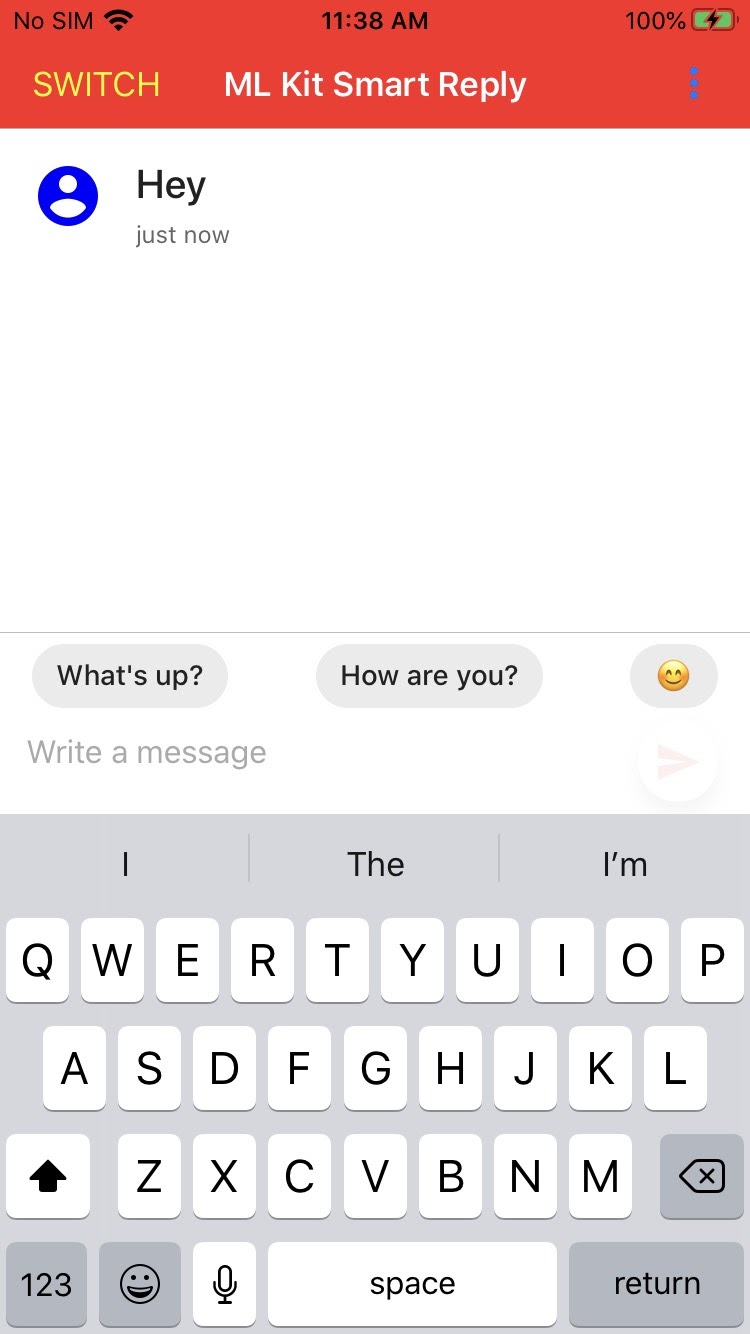 No SIM 11:38 AM 100%
SWITCH ML Kit Smart Reply
Hey
just now
What's up? How are you? 😊
Write a message
I The I’m
Q W E R T Y U I O P
A S D F G H J K L
Z X C V B N M
123 space return